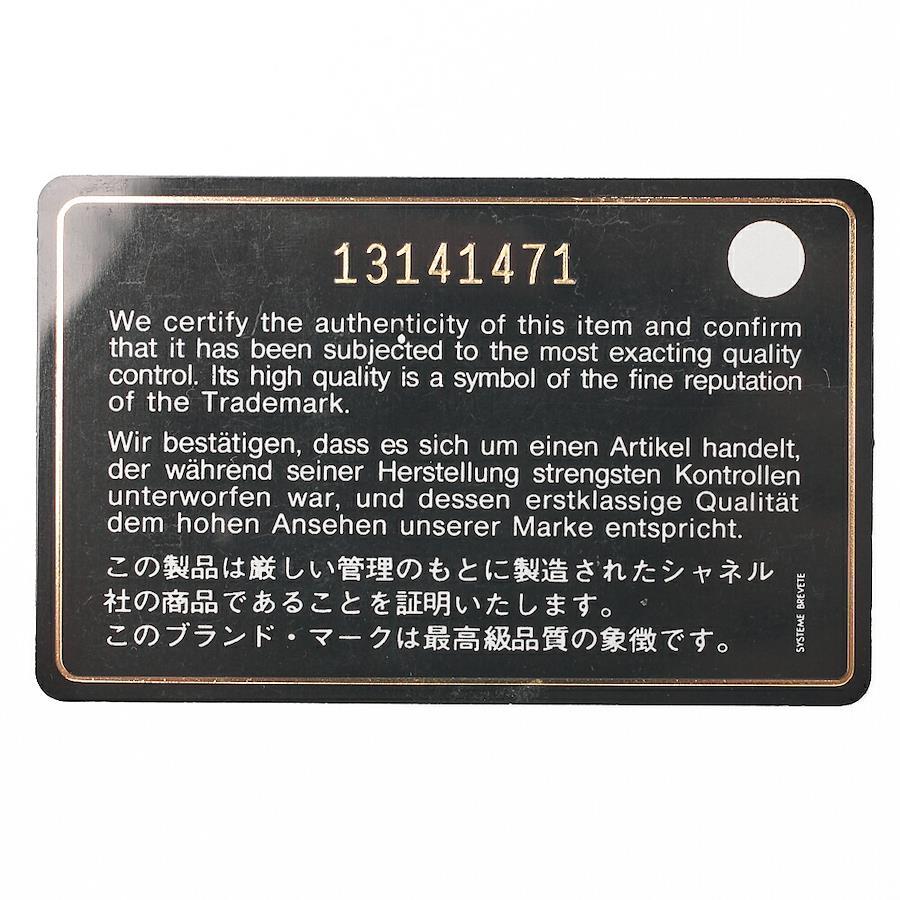 13141471
We certify the authenticity of this item and confirm
that it has been subjected to the most exacting quality
control. Its high quality is a symbol of the fine reputation
of the Trademark.
Wir bestätigen, dass es sich um einen Artikel handelt,
der während seiner Herstellung strengsten Kontrollen
unterworfen war, und dessen erstklassige Qualität
dem hohen Ansehen unserer Marke entspricht.
この製品は厳しい管理のもとに製造されたシャネル
社の商品であることを証明いたします。
このブランド・マークは最高級品質の象徴です。
SYSTEME BREVETE